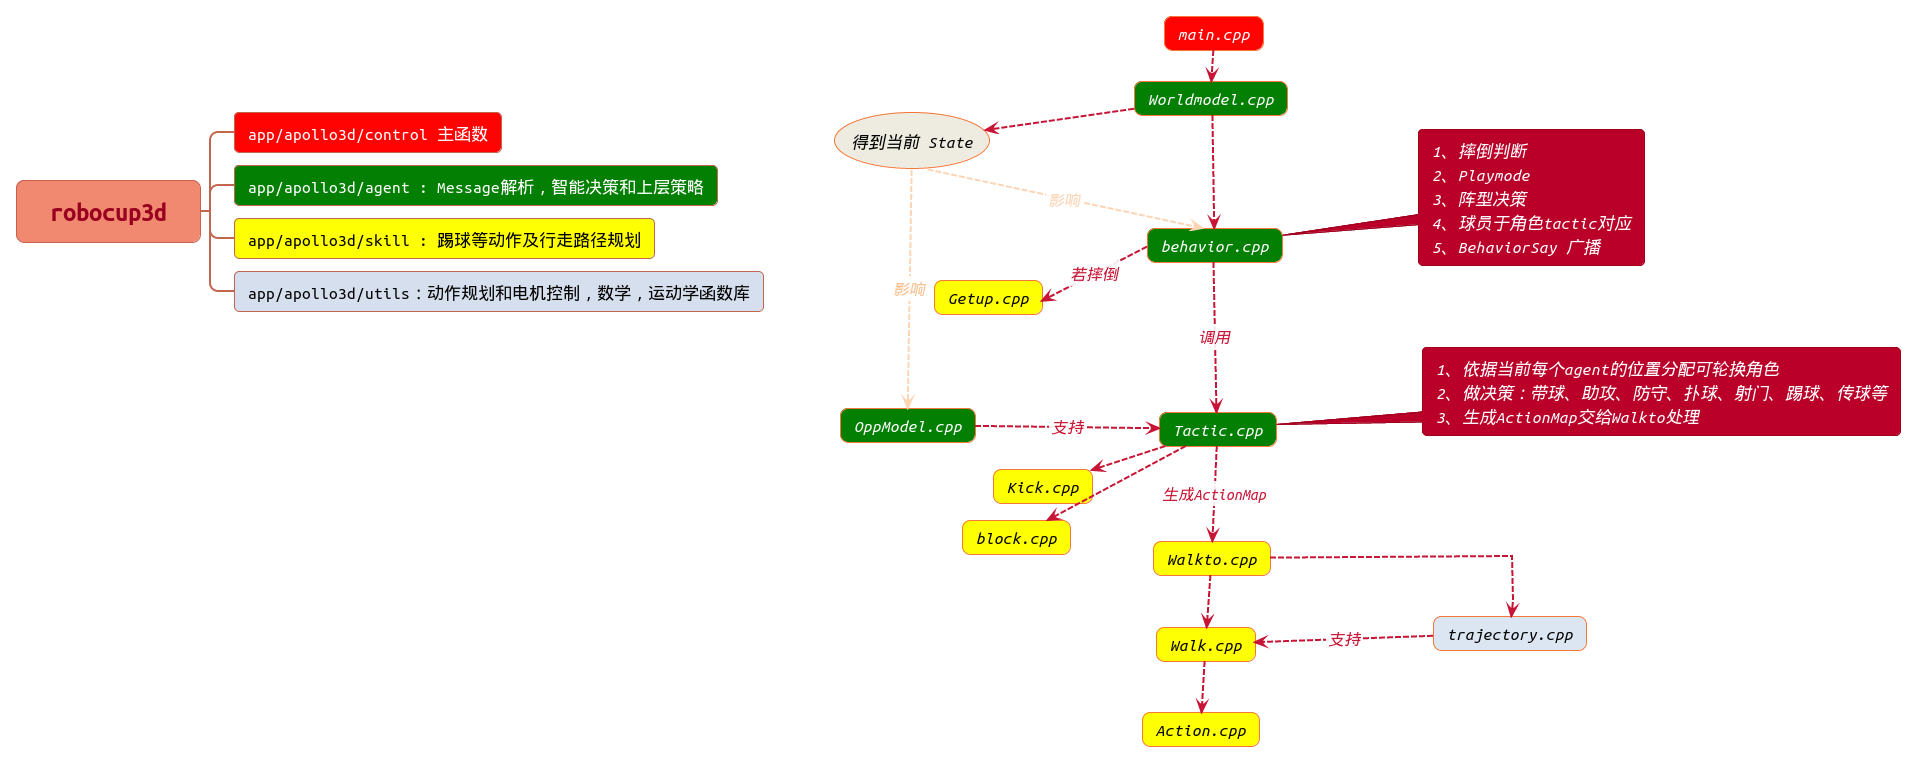 robocup3d
app/apollo3d/control 主函数
app/apollo3d/agent : Message解析，智能决策和上层策略
app/apollo3d/skill : 踢球等动作及行走路径规划
app/apollo3d/utils：动作规划和电机控制，数学，运动学函数库
main.cpp
Worldmodel.cpp
得到当前 State
影响
behavior.cpp
1、摔倒判断
2、Playmode
3、阵型决策
4、球员于角色tactic对应
5、BehaviorSay 广播
若摔倒
影响
Getup.cpp
调用
1、依据当前每个agent的位置分配可轮换角色
2、做决策：带球、助攻、防守、扑球、射门、踢球、传球等
3、生成ActionMap交给Walkto处理
OppModel.cpp
支持
Tactic.cpp
Kick.cpp
生成ActionMap
block.cpp
Walkto.cpp
trajectory.cpp
支持
Walk.cpp
Action.cpp